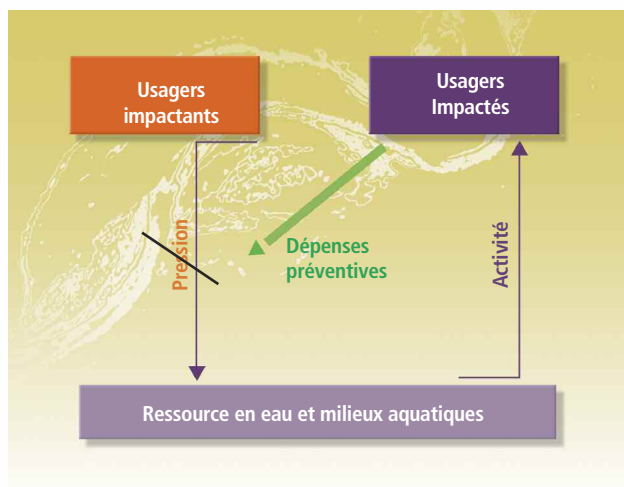 Usagers
impactants
Usagers
Impactés
Pression
Dépenses
préventives
Activité
Ressource en eau et milieux aquatiques